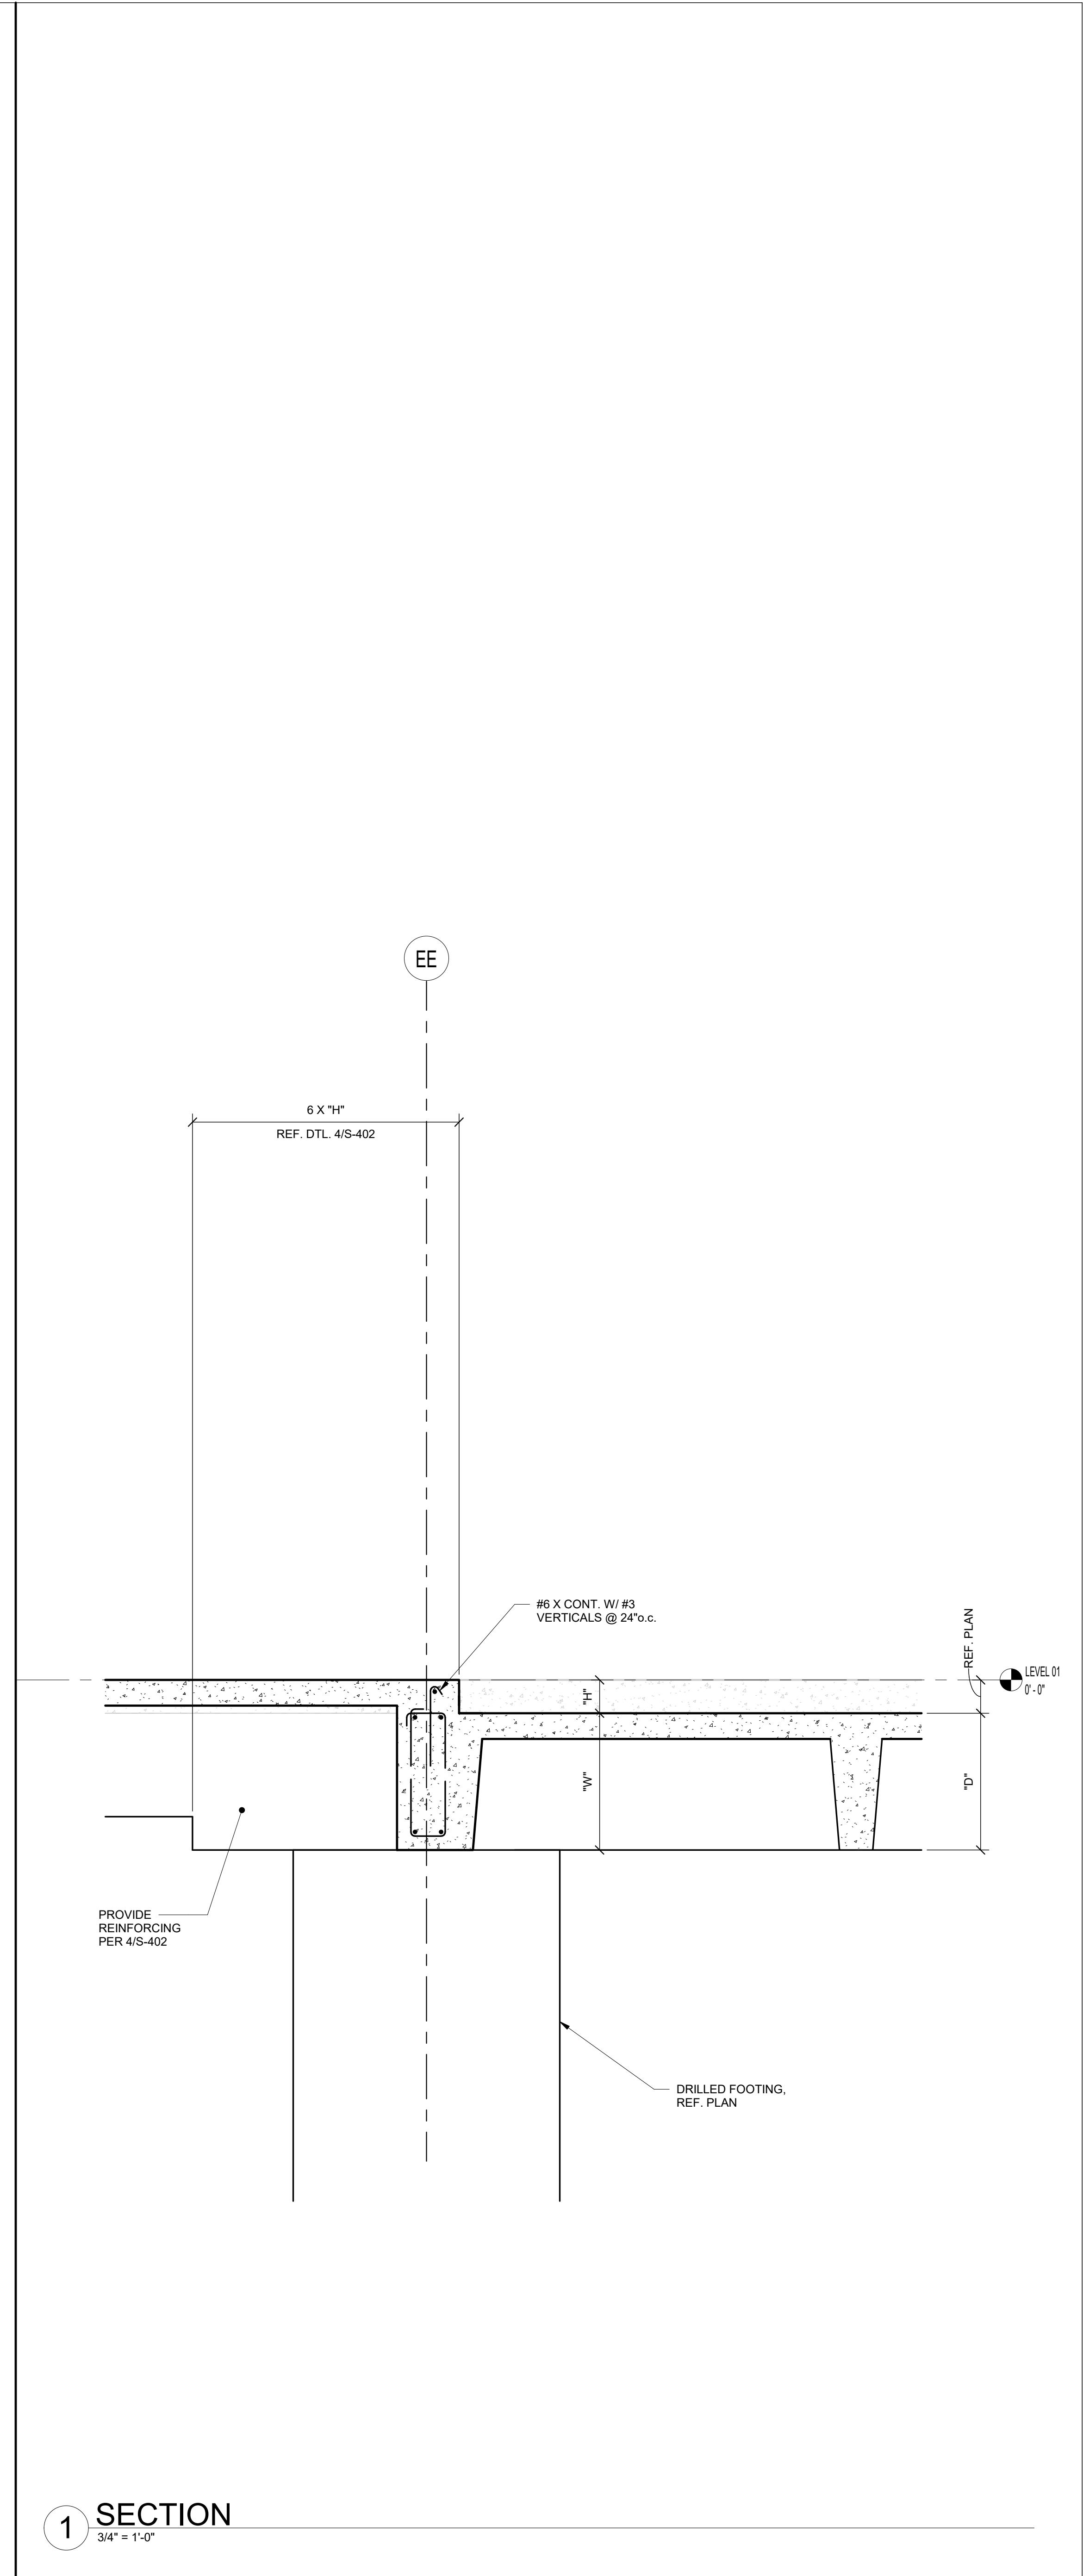 EE
6 X "H"
REF. DTL. 4/S-402
#6 X CONT. W/ #3
VERTICALS @ 24"o.c.
REF. PLAN
LEVEL 01
0' - 0"
"H"
"W"
"D"
PROVIDE
REINFORCING
PER 4/S-402
DRILLED FOOTING,
REF. PLAN
1
SECTION
3/4" = 1'-0"